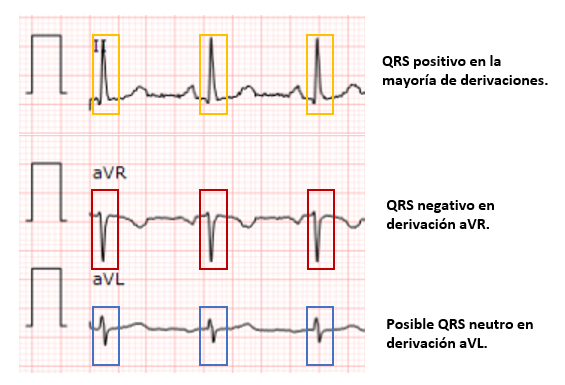 II
QRS positivo en la
mayoría de derivaciones.
aVR
QRS negativo en
derivación aVR.
aVL
Posible QRS neutro en
derivación aVL.